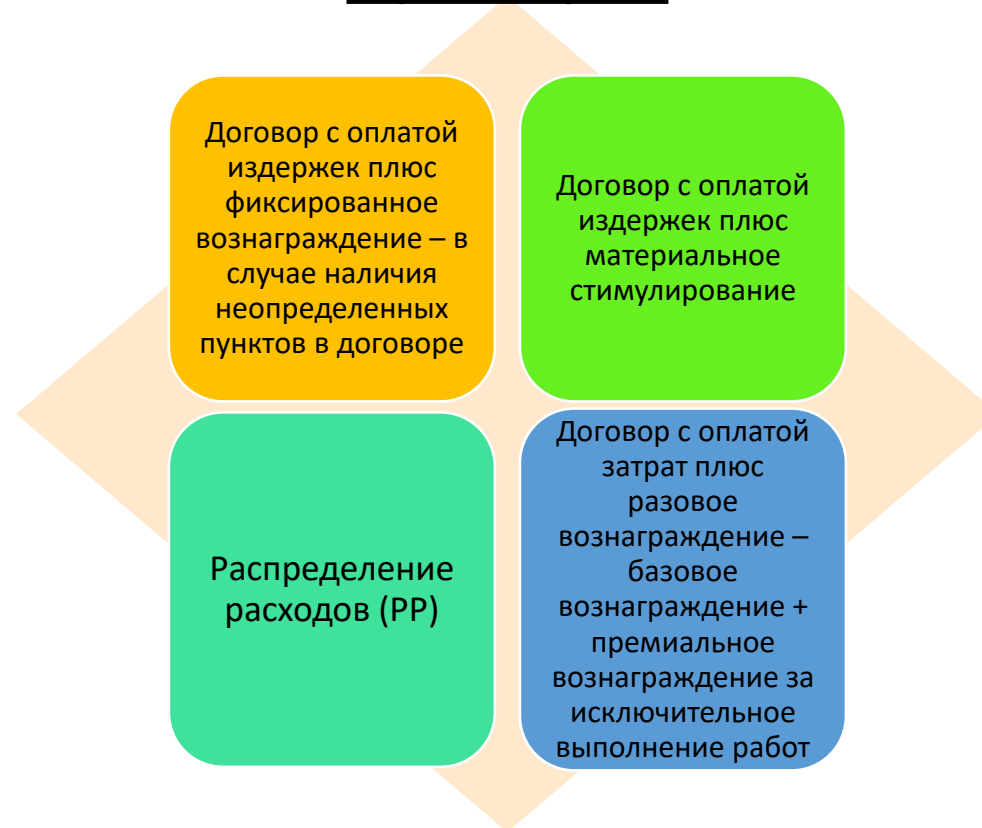 Договор с оплатой
издержек плюс
фиксированное
вознаграждение – в
случае наличия
неопределенных
пунктов в договоре
Договор с оплатой
издержек плюс
материальное
стимулирование
Распределение
расходов (РР)
Договор с оплатой
затрат плюс
разовое
вознаграждение –
базовое
вознаграждение +
премиальное
вознаграждение за
исключительное
выполнение работ